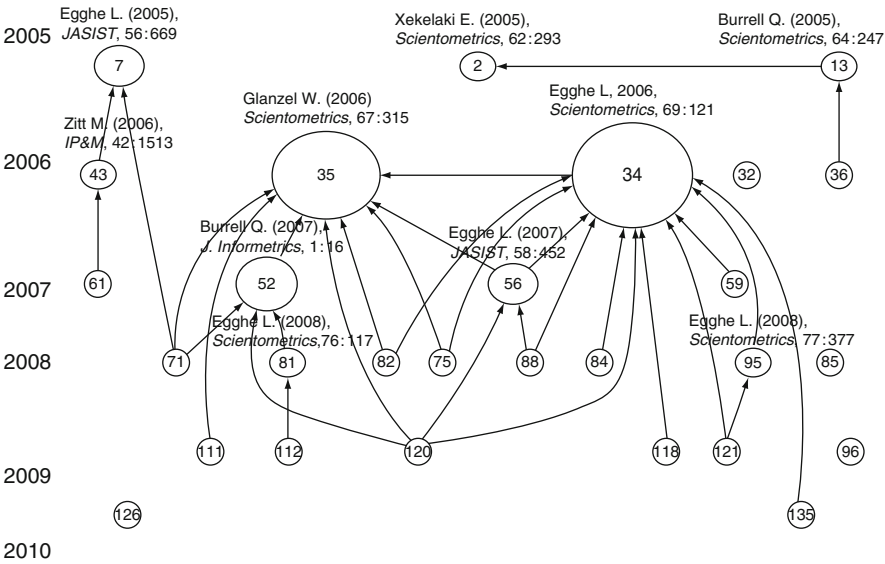 Egghe L. (2005),
JASIST, 56:669
Xekelaki E. (2005),
Scientometrics, 62:293
Burrell Q. (2005),
Scientometrics, 64:247
2005
7
2
13
Glanzel W. (2006)
Scientometrics, 67:315
Egghe L, 2006,
Scientometrics, 69:121
Zitt M. (2006),
IP&M, 42:1513
2006
43
35
34
32
36
Burrell Q. (2007),
J. Informetrics, 1:16
Egghe L. (2007),
JASIST, 58:452
2007
61
52
56
59
Egghe L. (2008),
Scientometrics,76:117
Egghe L. (2008),
Scientometrics, 77:377
2008
71
81
82
75
88
84
95
85
111
112
120
118
121
96
2009
126
135
2010